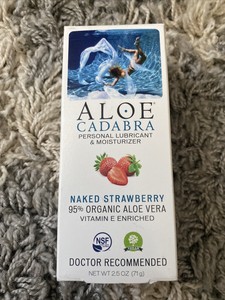 ALOE
CADABRA
PERSONAL LUBRICANT
& MOISTURIZER
NAKED STRAWBERRY
95% ORGANIC ALOE VERA
VITAMIN E ENRICHED
NSF
DOCTOR RECOMMENDED
NET WT 2.5 OZ (71g)